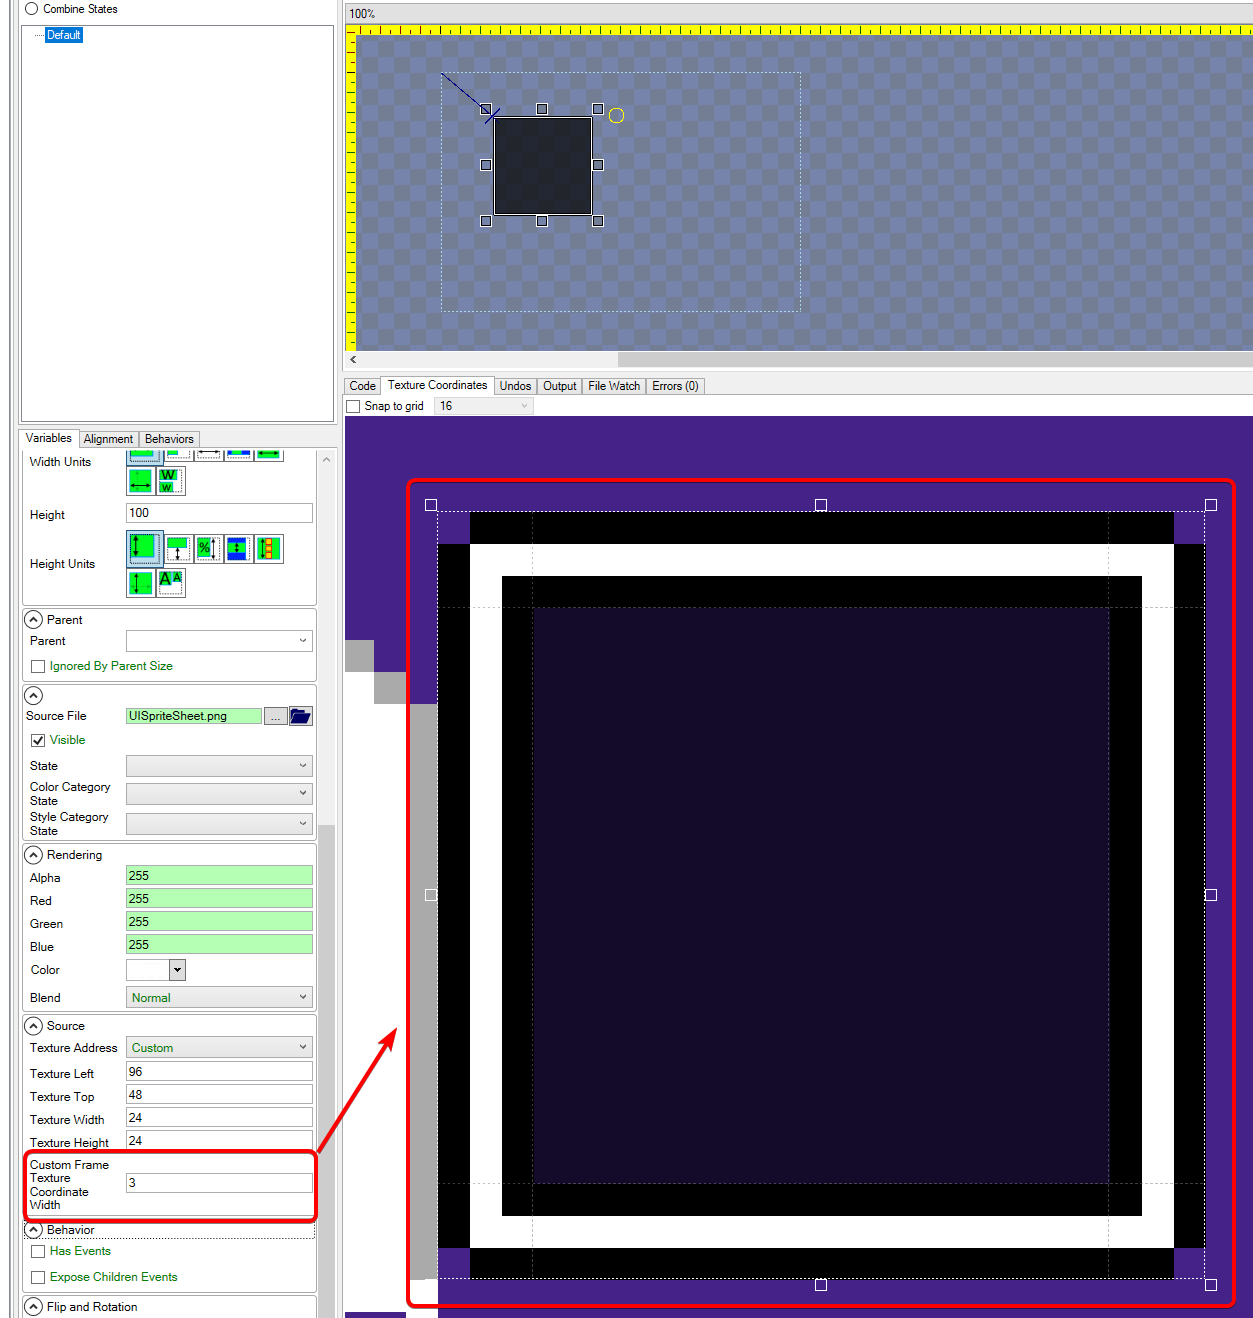 Combine States
Default
100%
Code
Texture Coordinates
Undos
Output
File Watch
Errors (0)
Snap to grid
16
Variables
Alignment
Behaviors
Width Units
W
W
Height
100
Height Units
%
A A
Parent
Parent
Ignored By Parent Size
Source File
UISpriteSheet.png
...
Visible
State
Color Category
State
Style Category
State
Rendering
Alpha
255
Red
255
Green
255
Blue
255
Color
Blend
Normal
Source
Texture Address
Custom
Texture Left
96
Texture Top
48
Texture Width
24
Texture Height
24
Custom Frame
Texture
Coordinate
Width
3
Behavior
Has Events
Expose Children Events
Flip and Rotation